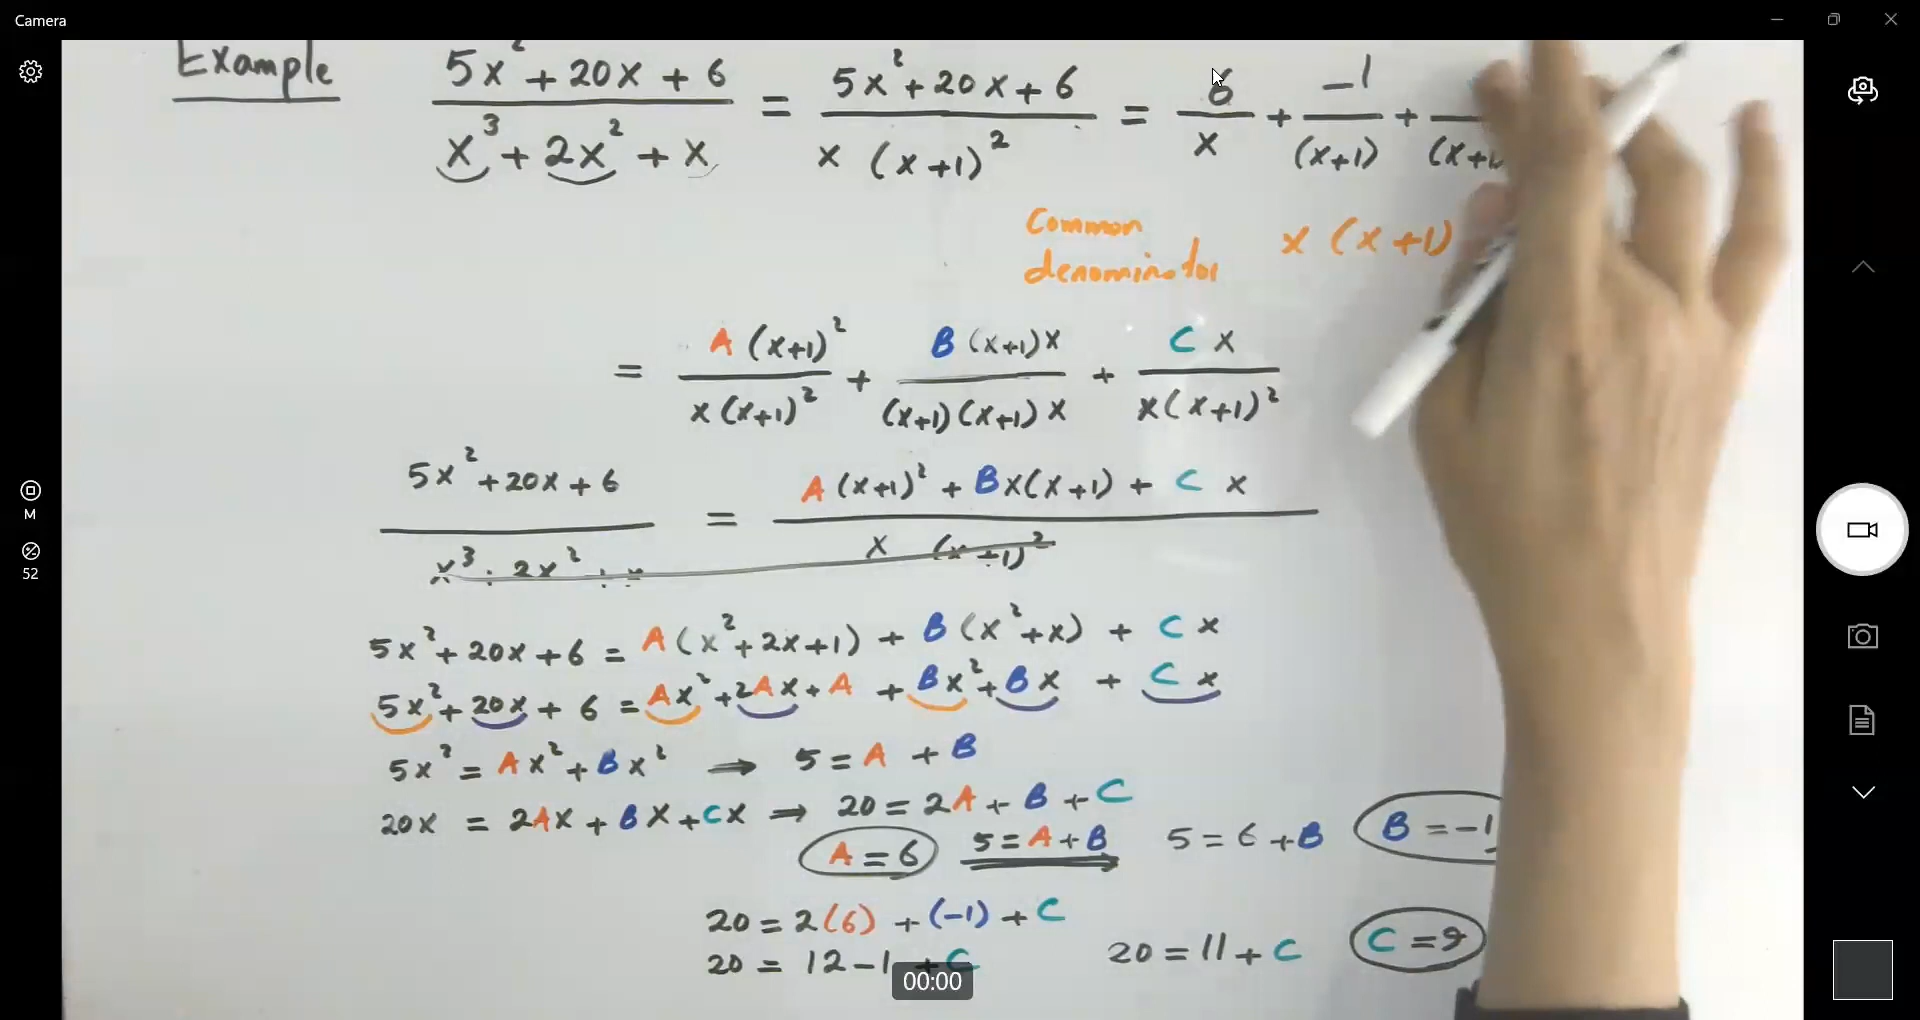 Camera
Example
5x² + 20x + 6 / x³ + 2x² + x = 5x² + 20x + 6 / x (x+1)² = 6 / x + -1 / (x+1) + / (x+1
Common
denominator x (x+1)
= A (x+1)² / x (x+1)² + B (x+1) x / (x+1) (x+1) x + C x / x (x+1)²
5x² + 20x + 6 / x³ + 2x² + x = A (x+1)² + Bx(x+1) + C x / x (x+1)²
5x² + 20x + 6 = A (x² + 2x + 1) + B (x² + x) + C x
5x² + 20x + 6 = Ax² + 2Ax + A + Bx² + Bx + C x
5x² = Ax² + Bx² → 5 = A + B
20x = 2Ax + Bx + Cx ⇒ 20 = 2A + B + C
A = 6 5 = A + B 5 = 6 + B B = -1
20 = 2(6) + (-1) + C
20 = 12 - 1 + C 20 = 11 + C C = 9
M
52
00:00